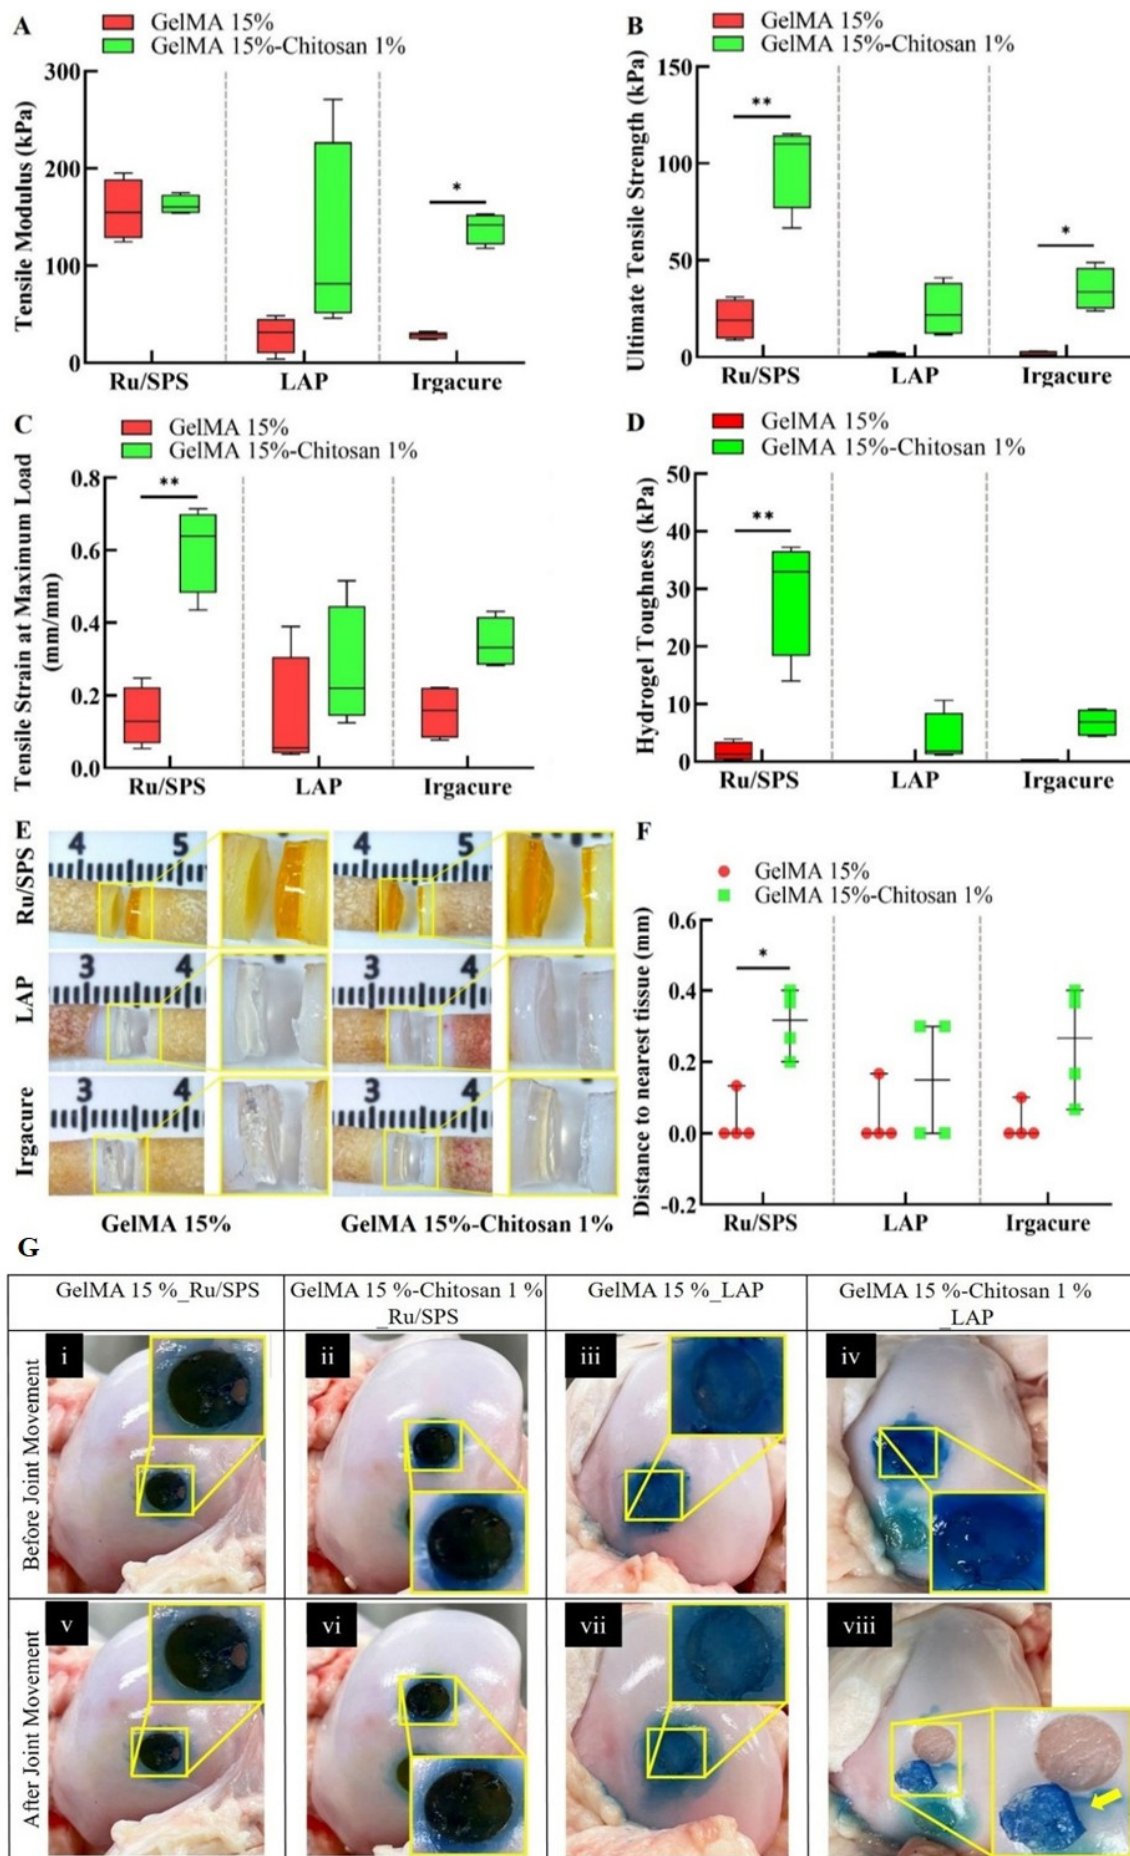 A
GelMA 15%
GelMA 15%-Chitosan 1%
Tensile Modulus (kPa)
300
200
100
0
*
Ru/SPS
LAP
Irgacure
B
GelMA 15%
GelMA 15%-Chitosan 1%
Ultimate Tensile Strength (kPa)
150
100
50
0
**
*
Ru/SPS
LAP
Irgacure
C
GelMA 15%
GelMA 15%-Chitosan 1%
Tensile Strain at Maximum Load
(mm/mm)
0.8
0.6
0.4
0.2
0.0
**
Ru/SPS
LAP
Irgacure
D
GelMA 15%
GelMA 15%-Chitosan 1%
Hydrogel Toughness (kPa)
50
40
30
20
10
0
**
Ru/SPS
LAP
Irgacure
E
Ru/SPS
4 5
4 5
LAP
3 4
3 4
Irgacure
3 4
3 4
GelMA 15%
GelMA 15%-Chitosan 1%
F
GelMA 15%
GelMA 15%-Chitosan 1%
Distance to nearest tissue (mm)
0.6
0.4
0.2
0.0
-0.2
*
Ru/SPS
LAP
Irgacure
G
GelMA 15 %_Ru/SPS
GelMA 15 %-Chitosan 1 %
_Ru/SPS
GelMA 15 %_LAP
GelMA 15 %-Chitosan 1 %
_LAP
Before Joint Movement
i
ii
iii
iv
After Joint Movement
v
vi
vii
viii